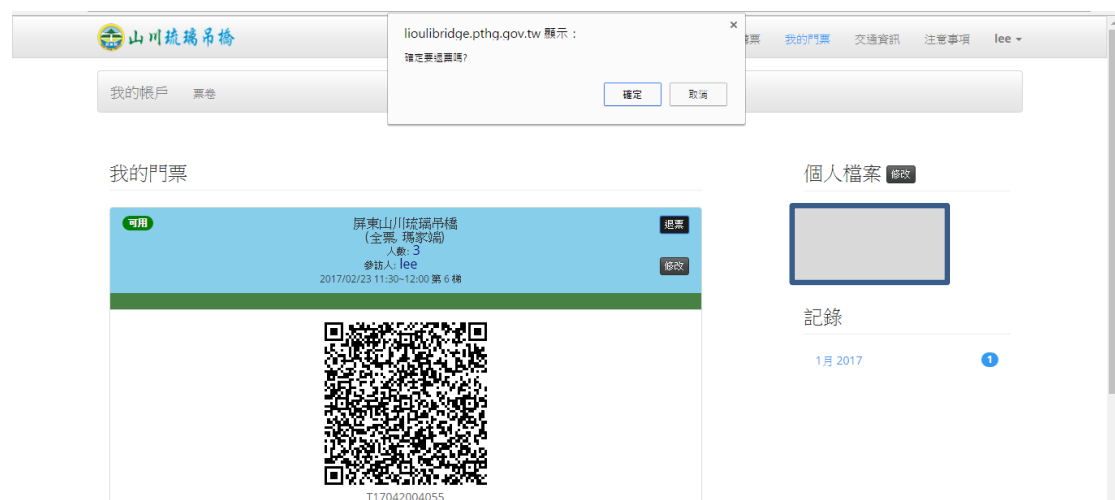 山川琉璃吊橋
lioulibridge.pthg.gov.tw 顯示：
確定要退票嗎?
確定
取消
票
我的門票
交通資訊
注意事項
lee
我的帳戶
票卷
我的門票
可用
屏東山川琉璃吊橋
(全票, 瑪家端)
人數: 3
參訪人: lee
2017/02/23 11:30~12:00 第 6 梯
退票
修改
T17042004055
個人檔案
修改
記錄
1月 2017
1